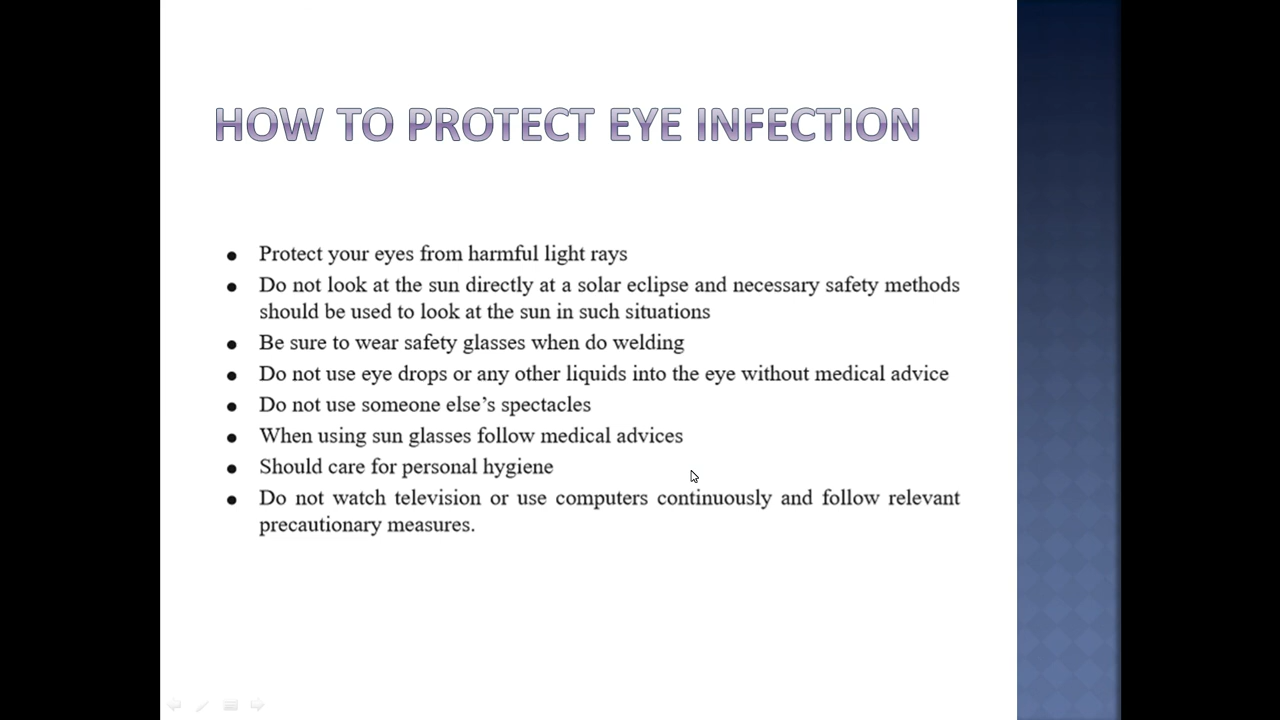 HOW TO PROTECT EYE INFECTION
● Protect your eyes from harmful light rays
● Do not look at the sun directly at a solar eclipse and necessary safety methods
should be used to look at the sun in such situations
● Be sure to wear safety glasses when do welding
● Do not use eye drops or any other liquids into the eye without medical advice
● Do not use someone else’s spectacles
● When using sun glasses follow medical advices
● Should care for personal hygiene
● Do not watch television or use computers continuously and follow relevant
precautionary measures.